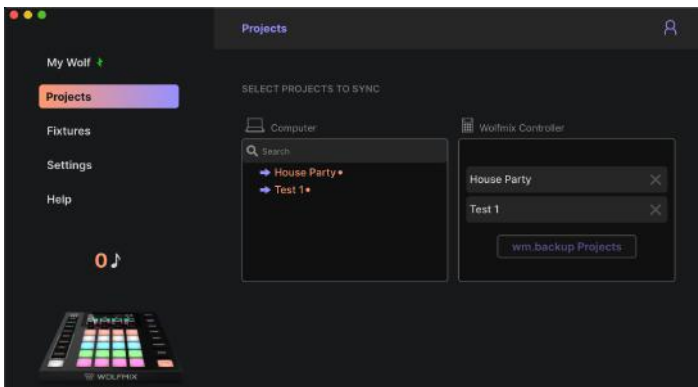 Projects
My Wolf
Projects
SELECT PROJECTS TO SYNC
Fixtures
Computer
Wolfmix Controller
Search
Settings
House Party
Test 1
House Party
Help
Test 1
wm.backup Projects
0
WOLFMIX